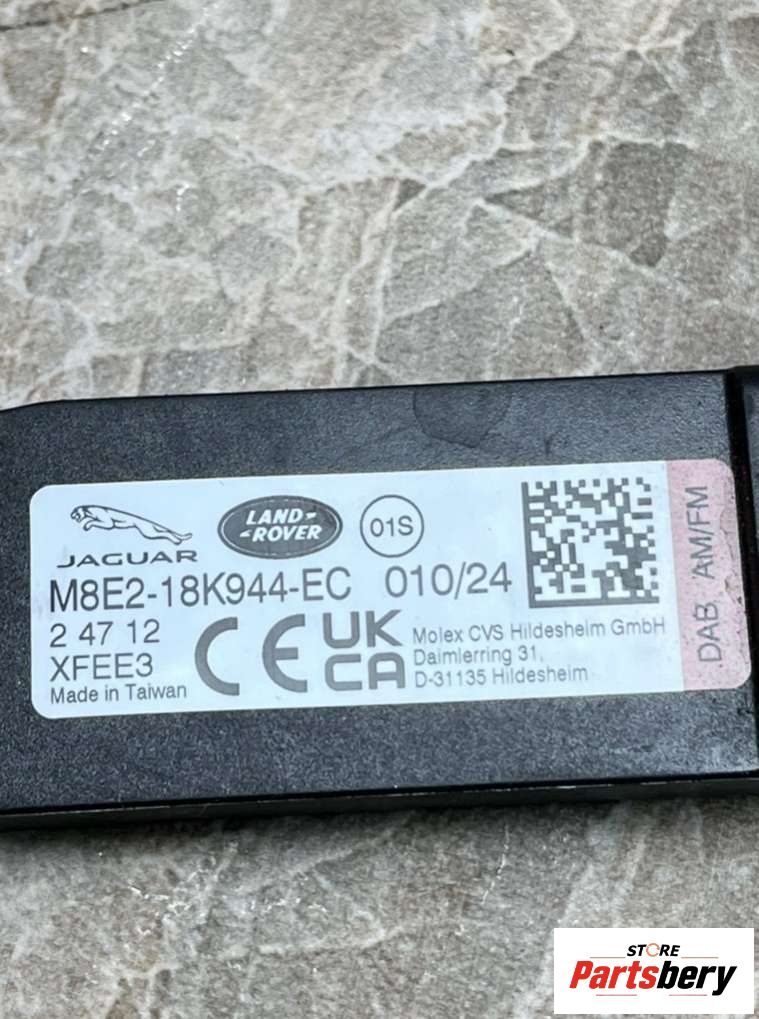 JAGUAR
LAND-
-ROVER
01S
M8E2-18K944-EC 010/24
2 47 12
XFEE3
Made in Taiwan
CE
UK
CA
Molex CVS Hildesheim GmbH
Daimlerring 31,
D-31135 Hildesheim
DAB AM/FM
STORE
Partsbery